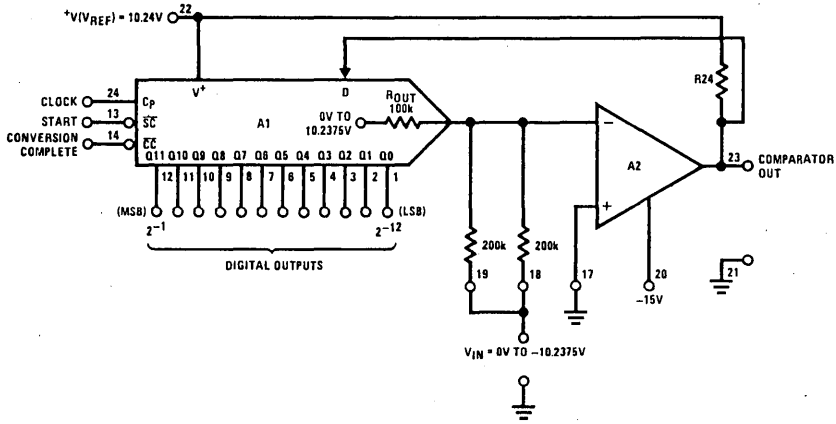 +V(VREF) = 10.24V
22
R24
24
CLOCK
CP
V+
D
ROUT
100k
START
13
SC
A1
0V TO
10.2375V
CONVERSION
COMPLETE
14
CC
Q11 Q10 Q9 Q8 Q7 Q6 Q5 Q4 Q3 Q2 Q1 Q0
12 11 10 9 8 7 6 5 4 3 2 1
(MSB)
2-1
(LSB)
2-12
DIGITAL OUTPUTS
−
A2
+
23
COMPARATOR
OUT
200k
200k
19
18
17
20
-15V
21
VIN = 0V TO -10.2375V